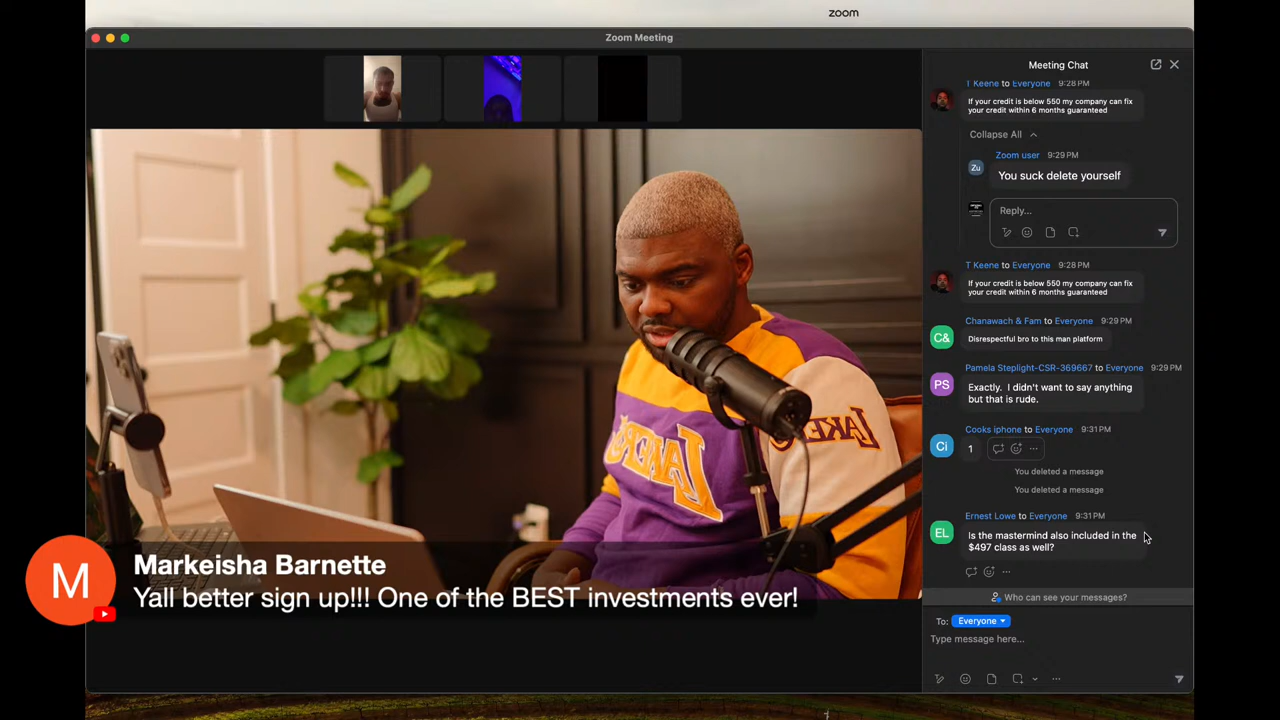 zoom
Zoom Meeting
Meeting Chat
T Keene to Everyone 9:28 PM
If your credit is below 550 my company can fix
your credit within 6 months guaranteed
Collapse All
Zoom user 9:29 PM
Zu
You suck delete yourself
Reply...
T Keene to Everyone 9:28 PM
If your credit is below 550 my company can fix
your credit within 6 months guaranteed
Chanawach & Fam to Everyone 9:29 PM
C&
Disrespectful bro to this man platform
Pamela Steplight-CSR-369667 to Everyone 9:29 PM
PS
Exactly. I didn't want to say anything
but that is rude.
Cooks iphone to Everyone 9:31 PM
Ci
1
You deleted a message
You deleted a message
Ernest Lowe to Everyone 9:31 PM
EL
Is the mastermind also included in the
$497 class as well?
Who can see your messages?
To: Everyone
Type message here...
LAKERS
M
Markeisha Barnette
Yall better sign up!!! One of the BEST investments ever!